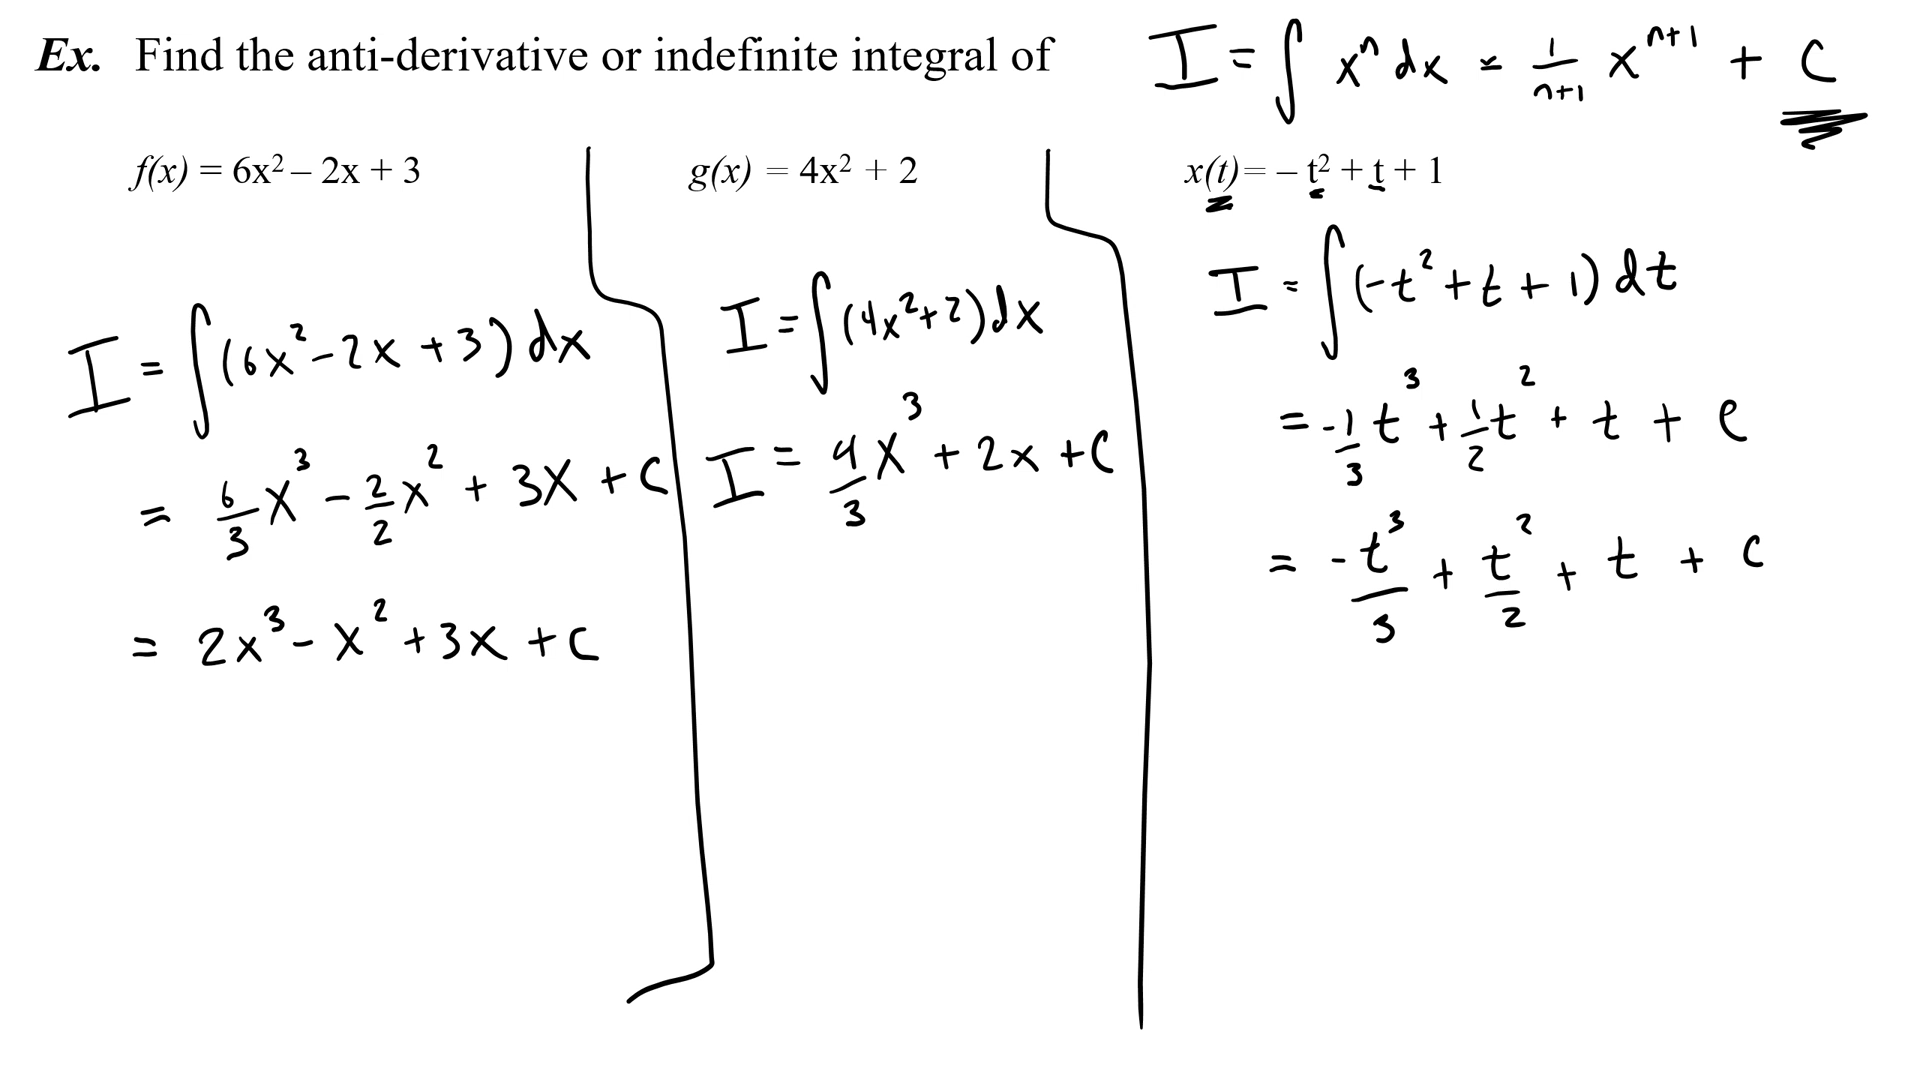 Ex. Find the anti-derivative or indefinite integral of
I = ∫ xⁿ dx = 1/(n+1) xⁿ⁺¹ + C
f(x) = 6x² – 2x + 3
I = ∫(6x² - 2x + 3) dx
= 6/3 x³ - 2/2 x² + 3x + C
= 2x³ - x² + 3x + C
g(x) = 4x² + 2
I = ∫(4x² + 2) dx
I = 4/3 x³ + 2x + C
x(t) = – t² + t + 1
I = ∫(-t² + t + 1) dt
= -1/3 t³ + 1/2 t² + t + C
= -t³/3 + t²/2 + t + C